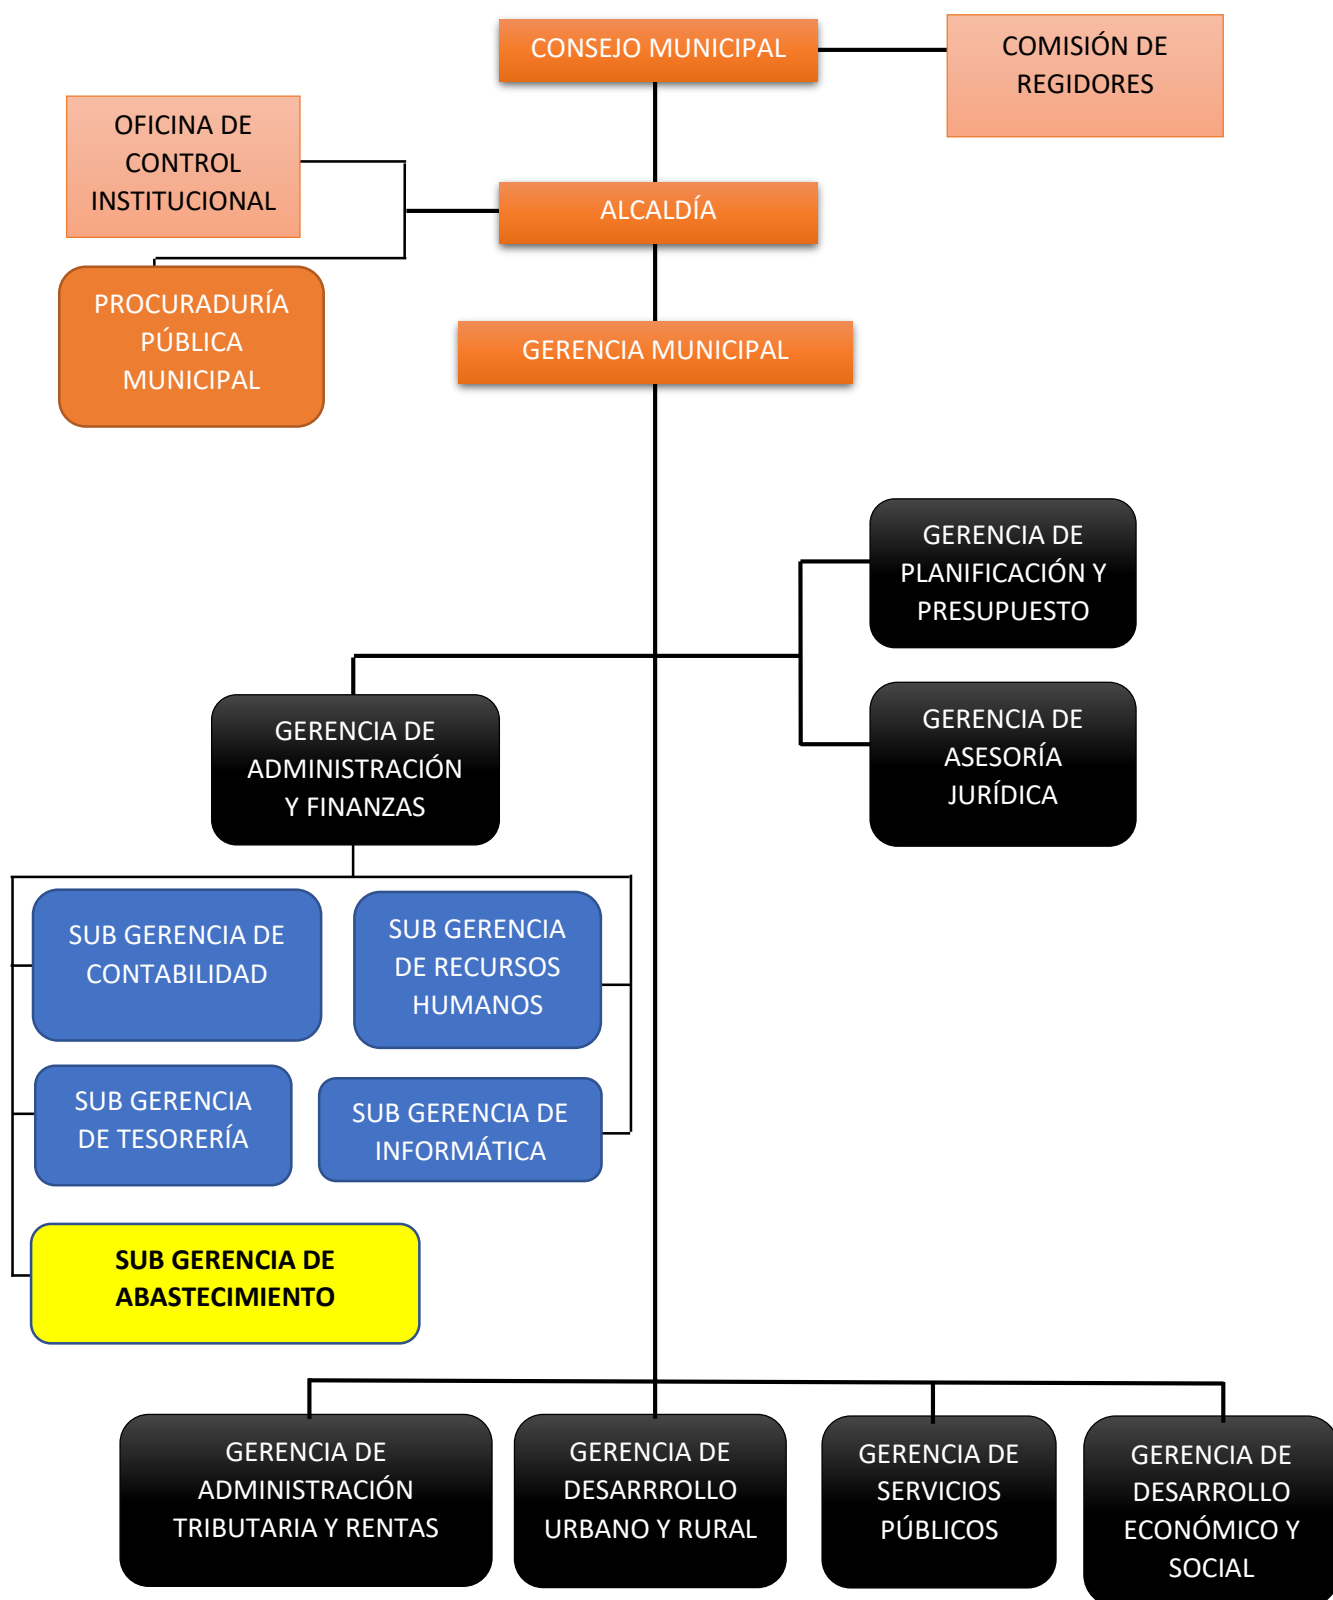 CONSEJO MUNICIPAL
COMISIÓN DE
REGIDORES
OFICINA DE
CONTROL
INSTITUCIONAL
ALCALDÍA
PROCURADURÍA
PÚBLICA
MUNICIPAL
GERENCIA MUNICIPAL
GERENCIA DE
PLANIFICACIÓN Y
PRESUPUESTO
GERENCIA DE
ASESORÍA
JURÍDICA
GERENCIA DE
ADMINISTRACIÓN
Y FINANZAS
SUB GERENCIA DE
CONTABILIDAD
SUB GERENCIA
DE RECURSOS
HUMANOS
SUB GERENCIA
DE TESORERÍA
SUB GERENCIA DE
INFORMÁTICA
SUB GERENCIA DE
ABASTECIMIENTO
GERENCIA DE
ADMINISTRACIÓN
TRIBUTARIA Y RENTAS
GERENCIA DE
DESARRROLLO
URBANO Y RURAL
GERENCIA DE
SERVICIOS
PÚBLICOS
GERENCIA DE
DESARROLLO
ECONÓMICO Y
SOCIAL